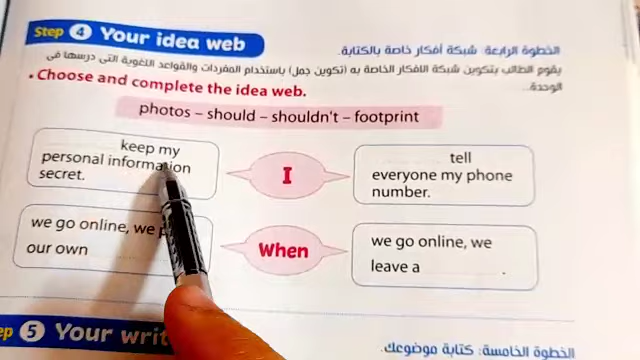 Step 4 Your idea web
الخطوة الرابعة: شبكة أفكار خاصة بالكتابة.
يقوم الطالب بتكوين شبكة الأفكار الخاصة به (تكوين جمل) باستخدام المفردات والقواعد اللغوية التى درسها فى
الوحدة.
• Choose and complete the idea web.
photos – should – shouldn't – footprint
keep my
personal information
secret.
I
tell
everyone my phone
number.
we go online, we
our own
When
we go online, we
leave a .
ep 5 Your writ
الخطوة الخامسة: كتابة موضوعك.